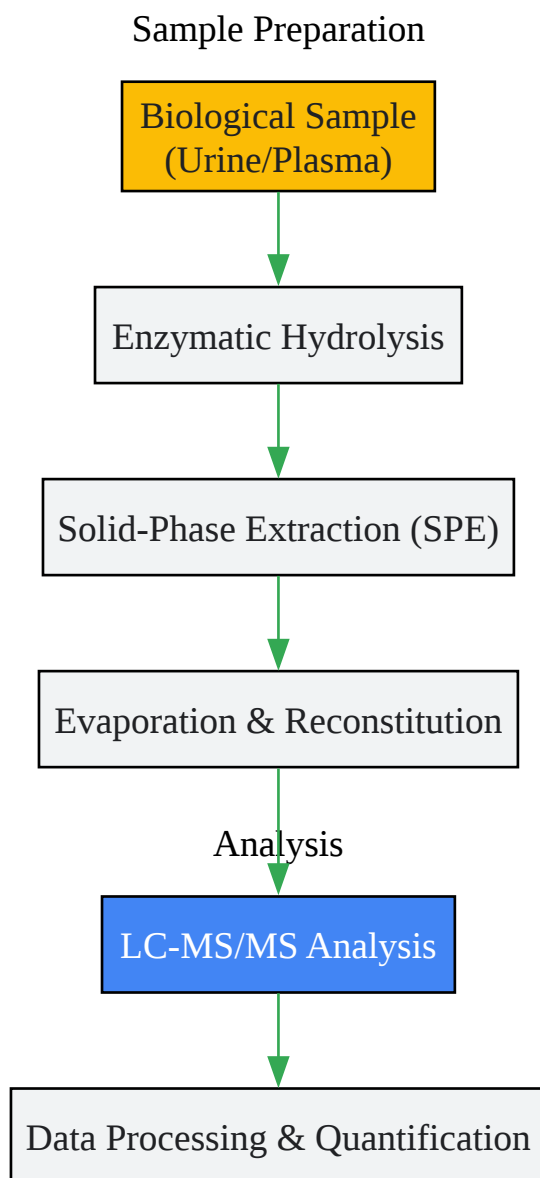 Sample Preparation
Biological Sample
(Urine/Plasma)
Enzymatic Hydrolysis
Solid-Phase Extraction (SPE)
Evaporation & Reconstitution
Analysis
LC-MS/MS Analysis
Data Processing & Quantification